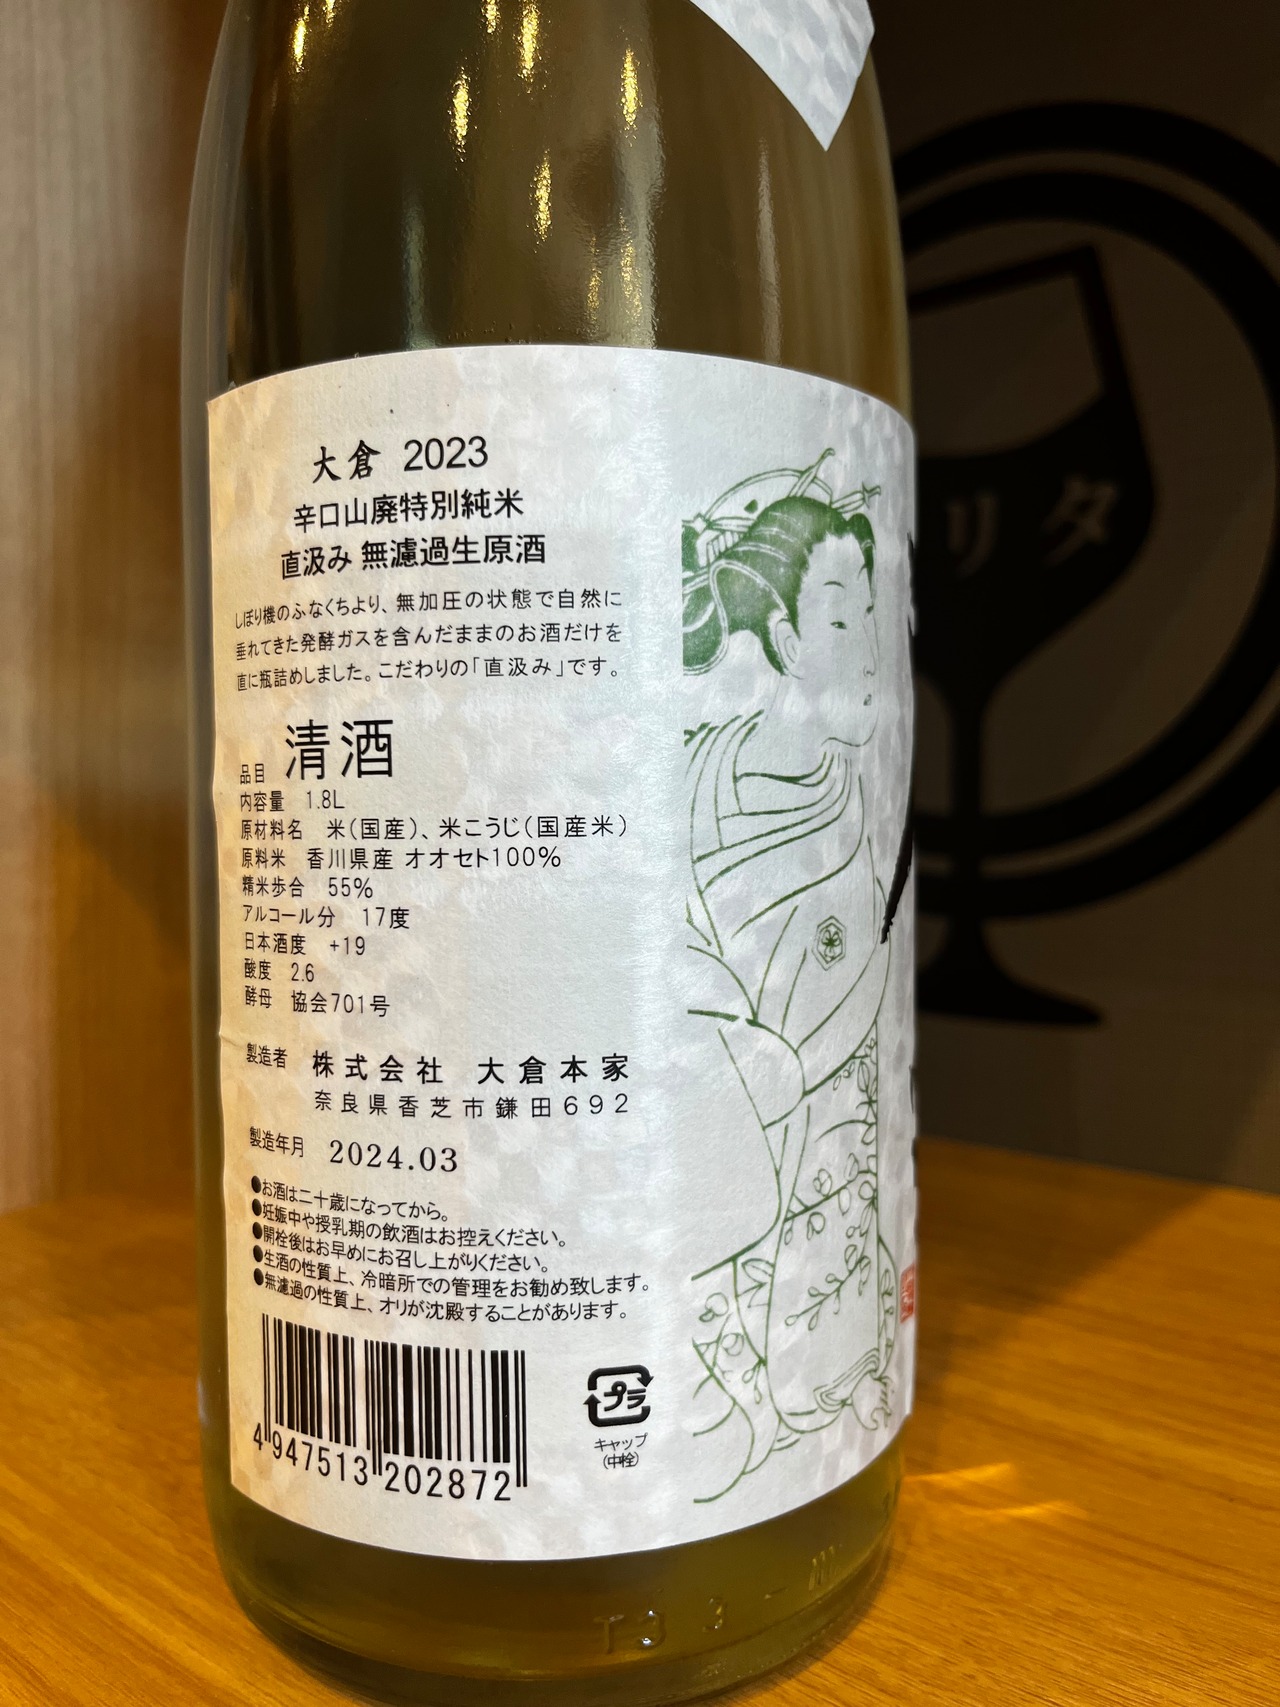 大倉 2023
辛口山廃特別純米
直汲み 無濾過生原酒
しぼり機のふなくちより、無加圧の状態で自然に
垂れてきた発酵ガスを含んだままのお酒だけを
直に瓶詰めしました。こだわりの「直汲み」です。
品目 清酒
内容量 1.8L
原材料名 米(国産)、米こうじ(国産米)
原料米 香川県産 オオセト100%
精米歩合 55%
アルコール分 17度
日本酒度 +19
酸度 2.6
酵母 協会701号
製造者 株式会社 大倉本家
奈良県香芝市鎌田692
製造年月 2024.03
●お酒は二十歳になってから。
●妊娠中や授乳期の飲酒はお控えください。
●開栓後はお早めにお召し上がりください。
●生酒の性質上、冷暗所での管理をお勧め致します。
●無濾過の性質上、オリが沈殿することがあります。
4 947513 202872
プラ
キャップ
(中栓)
リタ